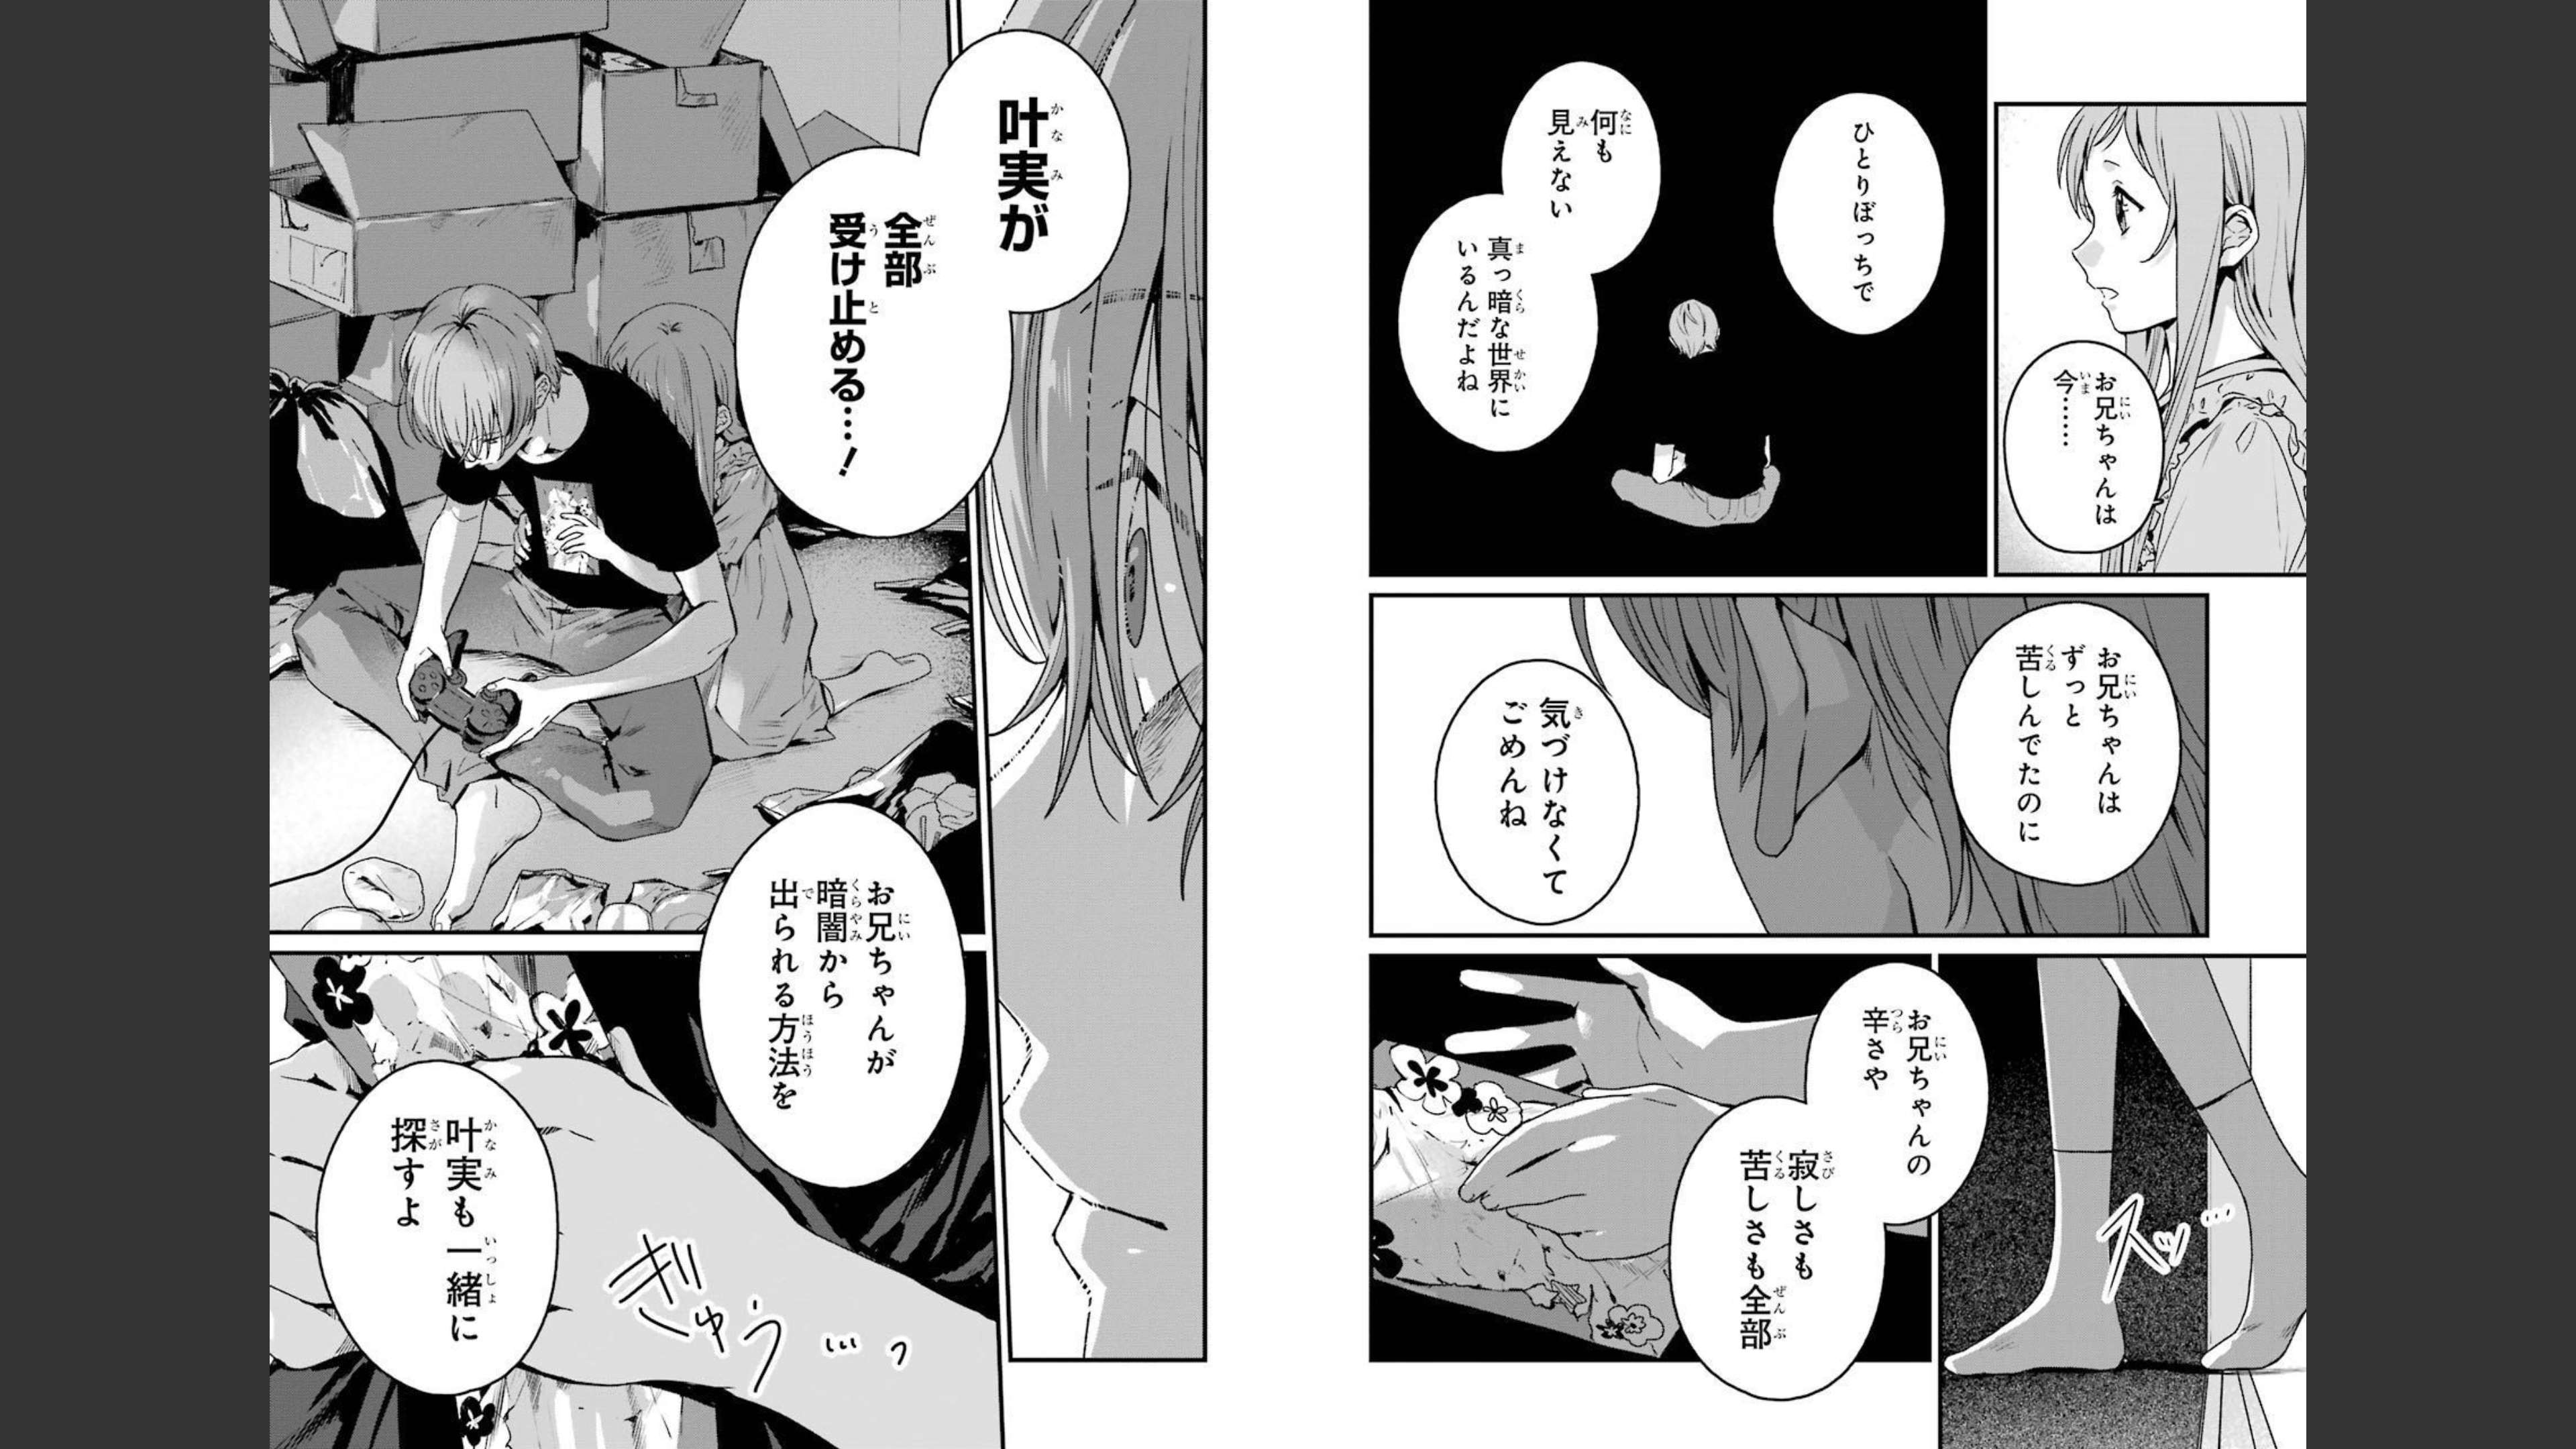 お兄ちゃんは
今……
ひとりぼっちで
何も
見えない
真っ暗な世界に
いるんだよね
お兄ちゃんは
ずっと
苦しんでたのに
気づけなくて
ごめんね
スッ…
お兄ちゃんの
辛さや
寂しさも
苦しさも全部
叶実が
全部
受け止める…!
お兄ちゃんが
暗闇から
出られる方法を
叶実も一緒に
探すよ
ぎゅう…っ